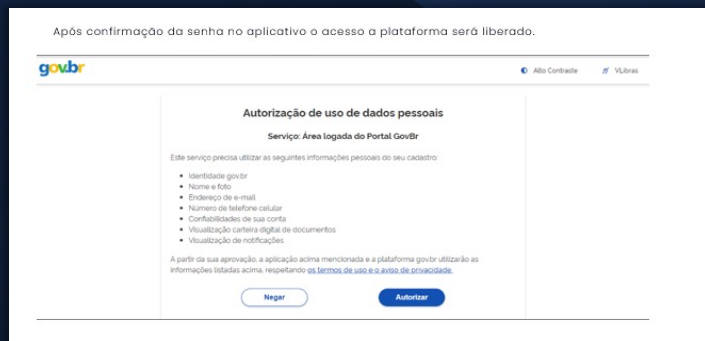 Após confirmação da senha no aplicativo o acesso a plataforma será liberado.
gov.br
Alto Contraste VLibras
Autorização de uso de dados pessoais
Serviço: Área logada do Portal GovBr
Este serviço precisa utilizar as seguintes informações pessoais do seu cadastro:
Identidade gov.br
Nome e foto
Endereço de e-mail
Número de telefone celular
Confiabilidades de sua conta
Visualização carteira digital de documentos
Visualização de notificações
A partir da sua aprovação, a aplicação acima mencionada e a plataforma gov.br utilizarão as
informações listadas acima, respeitando os termos de uso e o aviso de privacidade.
Negar Autorizar